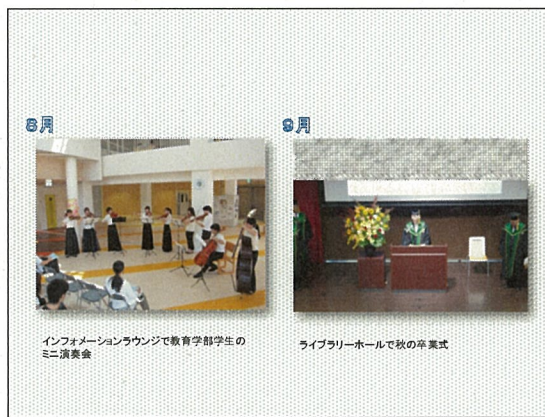 8月
9月
インフォメーションラウンジで教育学部学生の
ミニ演奏会
ライブラリーホールで秋の卒業式